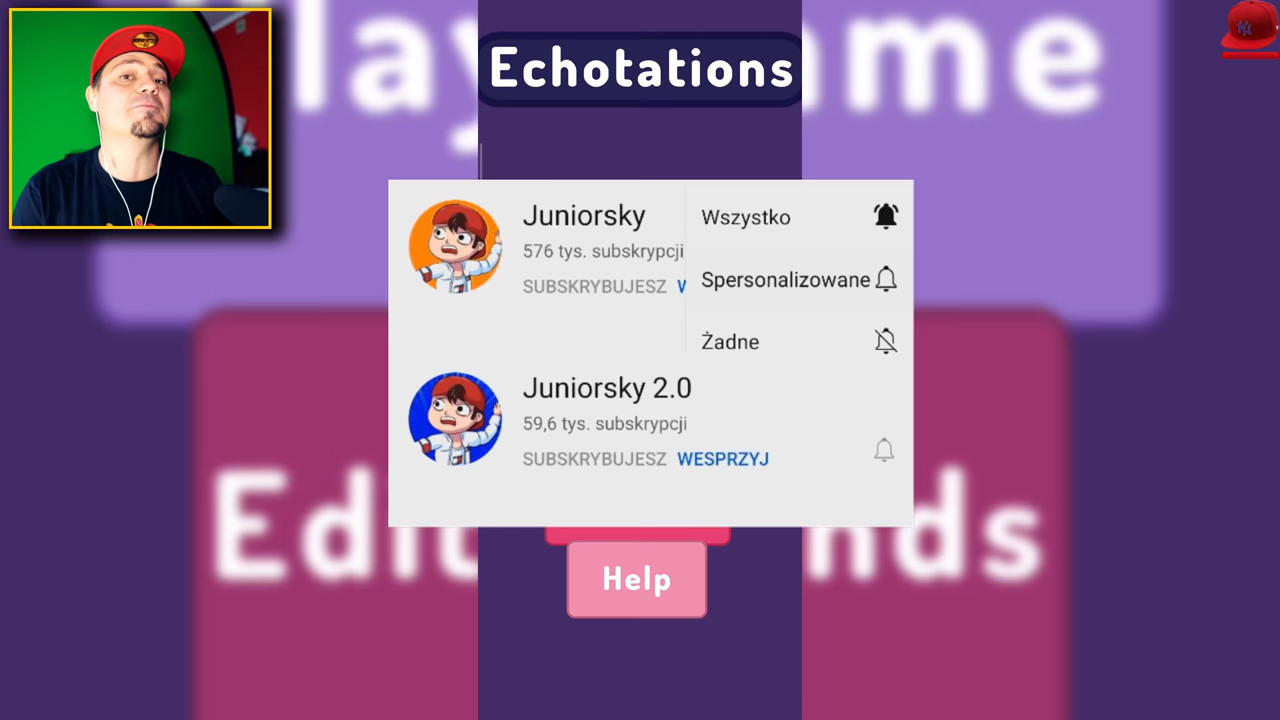 Echotations
Juniorsky
576 tys. subskrypcji
SUBSKRYBUJESZ
Wszystko
Spersonalizowane
Żadne
Juniorsky 2.0
59,6 tys. subskrypcji
SUBSKRYBUJESZ WESPRZYJ
Help